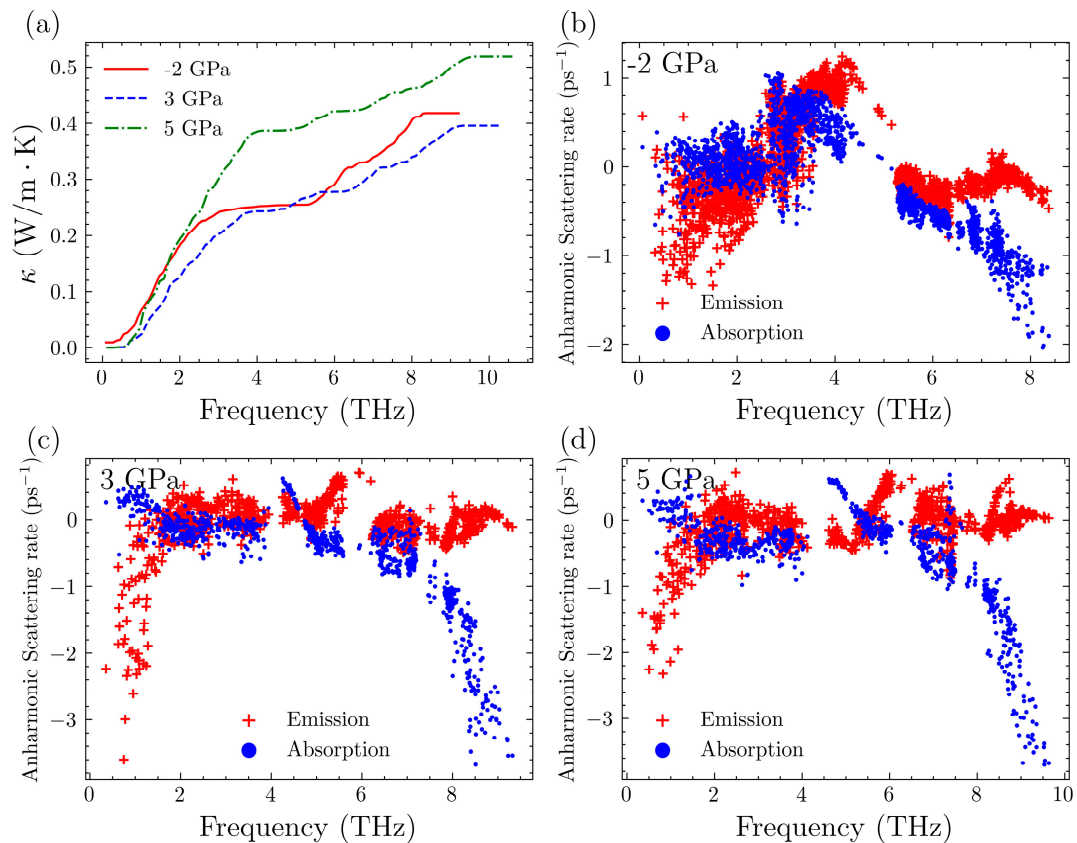 (a)
κ (W/m · K)
0.5
0.4
0.3
0.2
0.1
0.0
-2 GPa
3 GPa
5 GPa
0 2 4 6 8 10
Frequency (THz)
(b)
Anharmonic Scattering rate (ps⁻¹)
-2 GPa
1
0
−1
−2
Emission
Absorption
0 2 4 6 8
Frequency (THz)
(c)
Anharmonic Scattering rate (ps⁻¹)
3 GPa
0
−1
−2
−3
Emission
Absorption
0 2 4 6 8
Frequency (THz)
(d)
Anharmonic Scattering rate (ps⁻¹)
5 GPa
0
−1
−2
−3
Emission
Absorption
0 2 4 6 8 10
Frequency (THz)